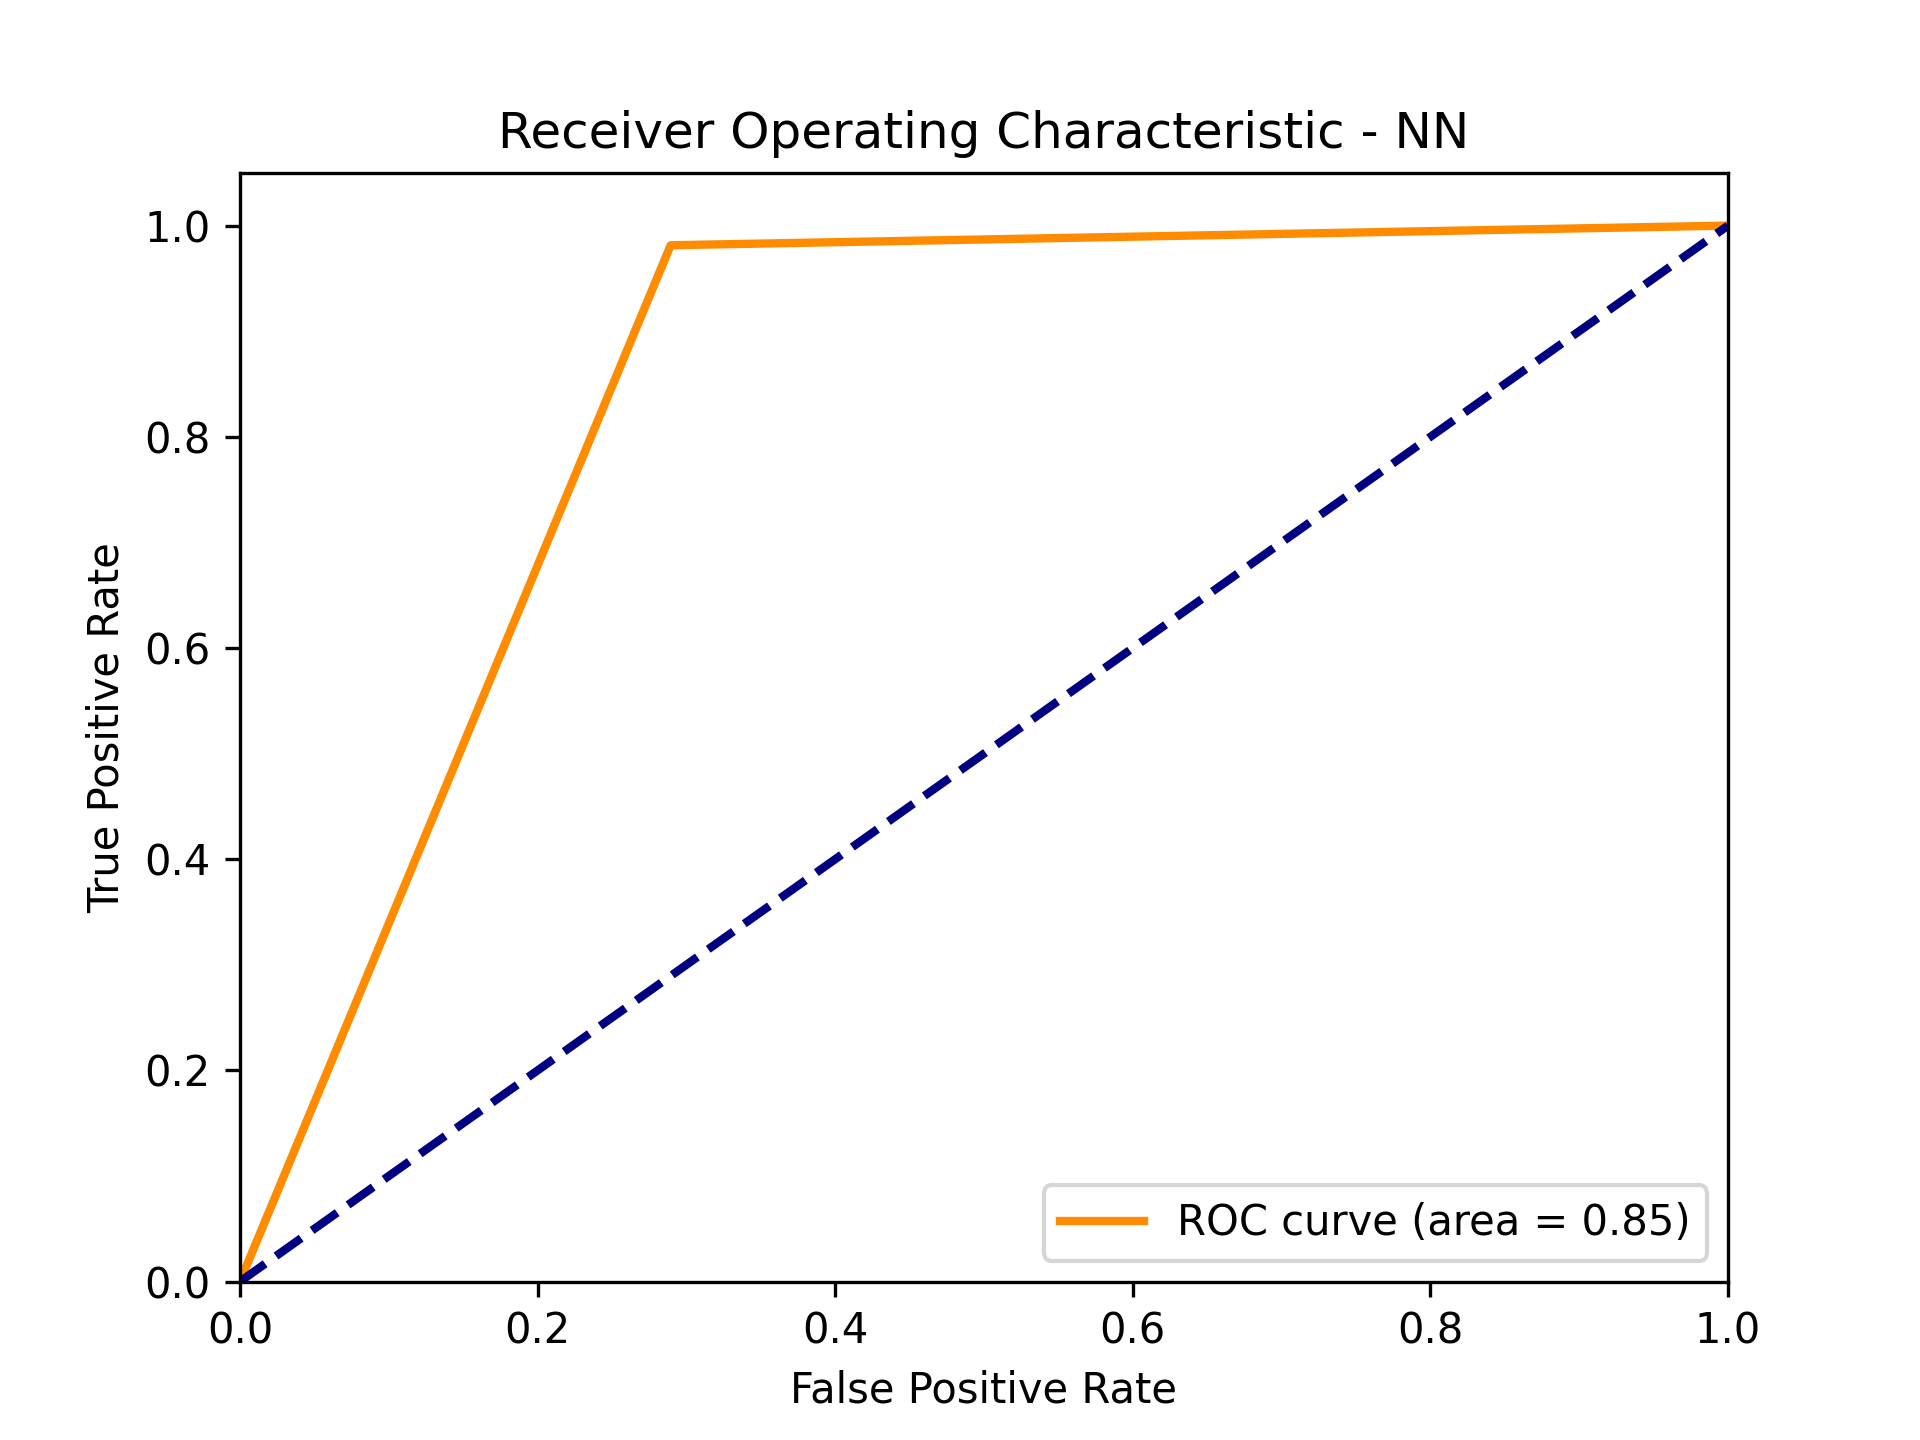 Receiver Operating Characteristic - NN
1.0
0.8
0.6
0.4
0.2
0.0
True Positive Rate
0.0 0.2 0.4 0.6 0.8 1.0
False Positive Rate
ROC curve (area = 0.85)